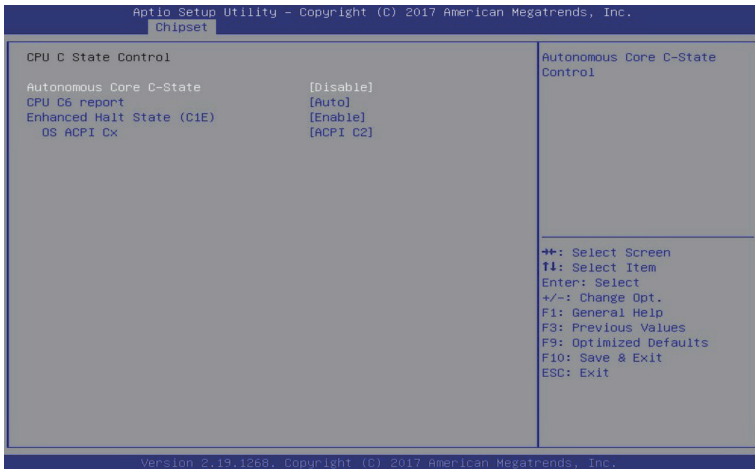 Aptio Setup Utility – Copyright (C) 2017 American Megatrends, Inc.
Chipset
CPU C State Control
Autonomous Core C-State [Disable]
CPU C6 report [Auto]
Enhanced Halt State (C1E) [Enable]
OS ACPI Cx [ACPI C2]
Autonomous Core C-State
Control
→←: Select Screen
↑↓: Select Item
Enter: Select
+/-: Change Opt.
F1: General Help
F3: Previous Values
F9: Optimized Defaults
F10: Save & Exit
ESC: Exit
Version 2.19.1268. Copyright (C) 2017 American Megatrends, Inc.